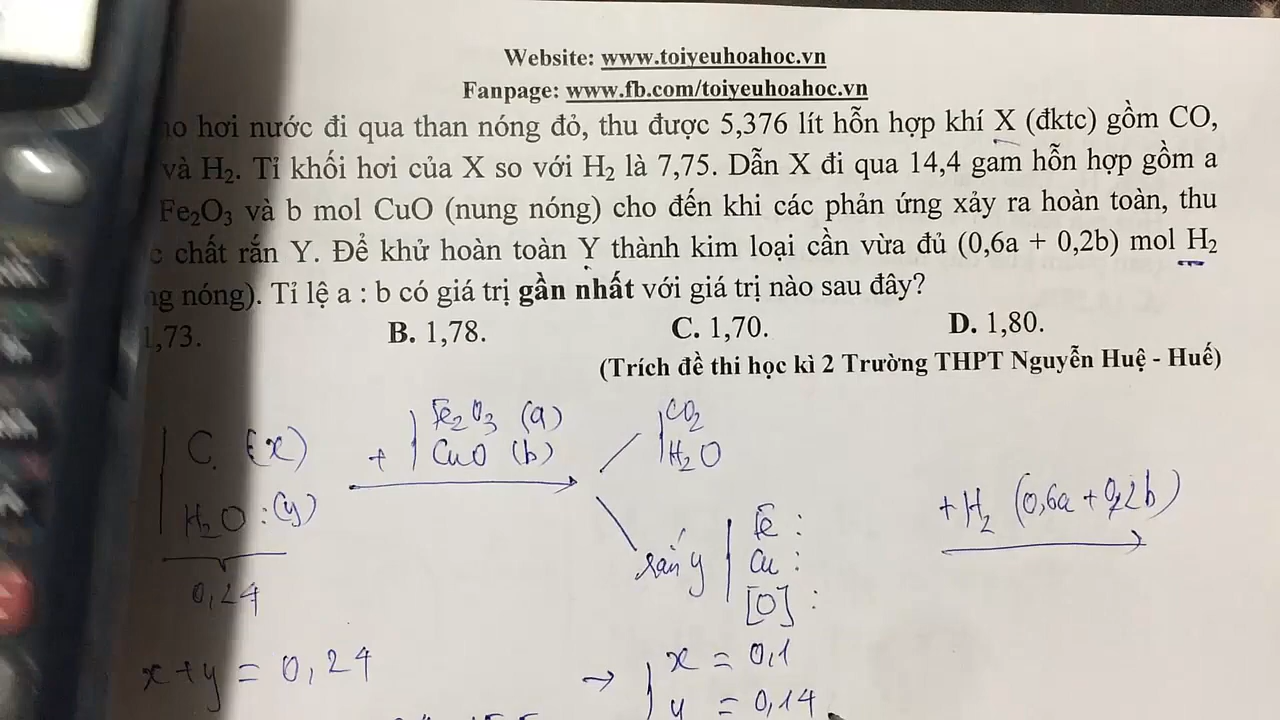 Website: www.toiyeuhoahoc.vn
Fanpage: www.fb.com/toiyeuhoahoc.vn
hơi nước đi qua than nóng đỏ, thu được 5,376 lít hỗn hợp khí X (đktc) gồm CO,
và H₂. Tỉ khối hơi của X so với H₂ là 7,75. Dẫn X đi qua 14,4 gam hỗn hợp gồm a
Fe₂O₃ và b mol CuO (nung nóng) cho đến khi các phản ứng xảy ra hoàn toàn, thu
chất rắn Y. Để khử hoàn toàn Y thành kim loại cần vừa đủ (0,6a + 0,2b) mol H₂
nóng). Tỉ lệ a : b có giá trị gần nhất với giá trị nào sau đây?
1,73. B. 1,78. C. 1,70. D. 1,80.
(Trích đề thi học kì 2 Trường THPT Nguyễn Huệ - Huế)
C (x) + Fe₂O₃ (a) CO₂
H₂O : (y) CuO (b) H₂O
0,24
rắn Y Fe : + H₂ (0,6a + 0,2b)
Cu :
[O] :
x + y = 0,24 → x = 0,1
y = 0,14